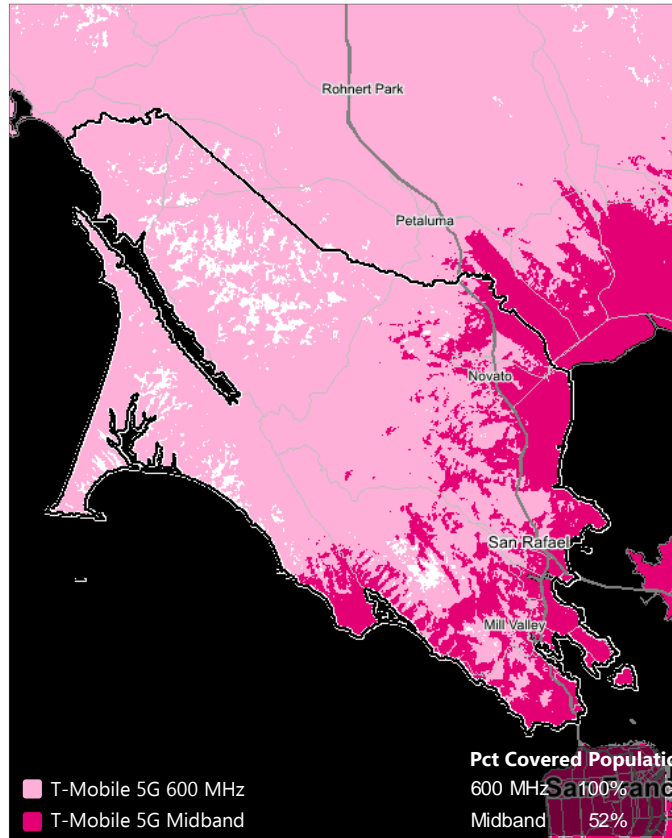 Rohnert Park
Petaluma
Novato
San Rafael
Mill Valley
Pct Covered Populatio
T-Mobile 5G 600 MHz
600 MHz 100%
T-Mobile 5G Midband
Midband 52%